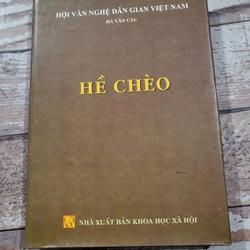 HỘI VĂN NGHỆ DÂN GIAN VIỆT NAM
HÀ VĂN CẦU
HỀ CHÈO
NHÀ XUẤT BẢN KHOA HỌC XÃ HỘI